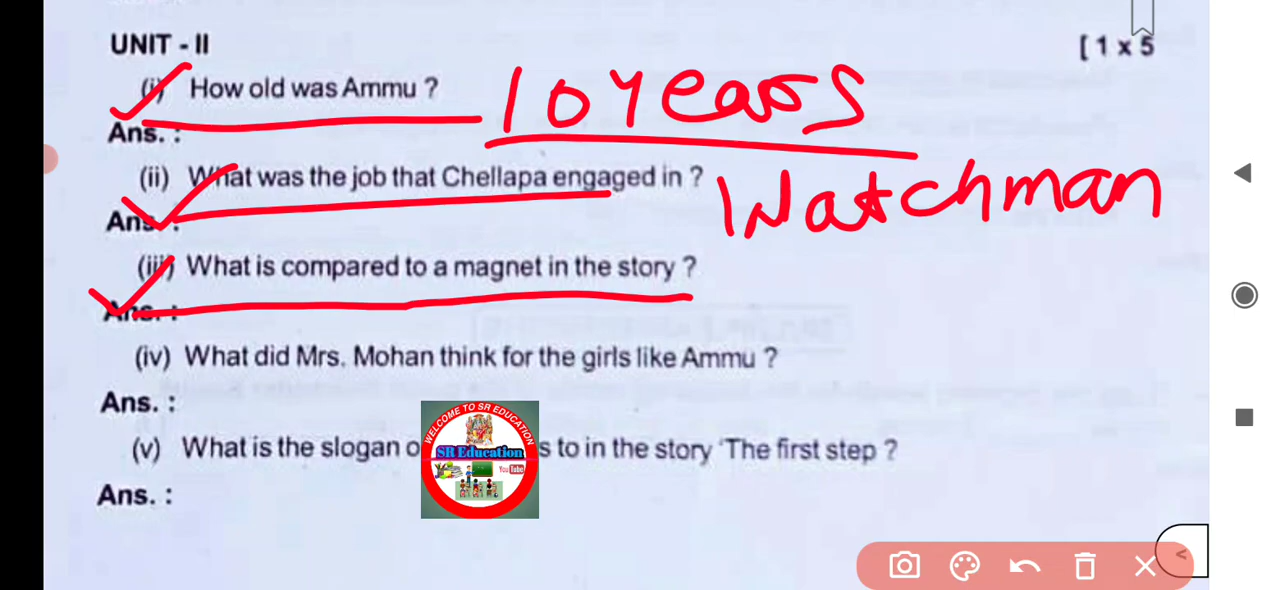 UNIT - II [ 1 x 5
(i) How old was Ammu ? 10 Years
Ans. :
(ii) What was the job that Chellapa engaged in ? Watchman
Ans. :
(iii) What is compared to a magnet in the story ?
Ans. :
(iv) What did Mrs. Mohan think for the girls like Ammu ?
Ans. :
WELCOME TO SR EDUCATION
SR Education
YouTube
(v) What is the slogan o s to in the story 'The first step ?
Ans. :
<